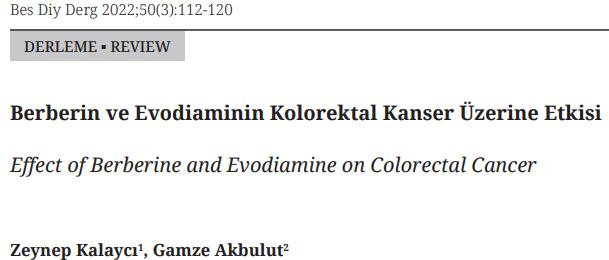 Bes Diy Derg 2022;50(3):112-120
DERLEME ▪ REVIEW
Berberin ve Evodiaminin Kolorektal Kanser Üzerine Etkisi
Effect of Berberine and Evodiamine on Colorectal Cancer
Zeynep Kalaycı¹, Gamze Akbulut²